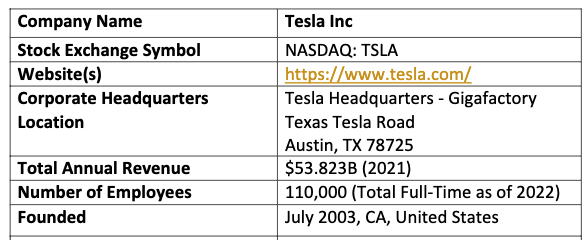 Company Name Tesla Inc
Stock Exchange Symbol NASDAQ: TSLA
Website(s) https://www.tesla.com/
Corporate Headquarters Tesla Headquarters - Gigafactory
Location Texas Tesla Road
Austin, TX 78725
Total Annual Revenue $53.823B (2021)
Number of Employees 110,000 (Total Full-Time as of 2022)
Founded July 2003, CA, United States